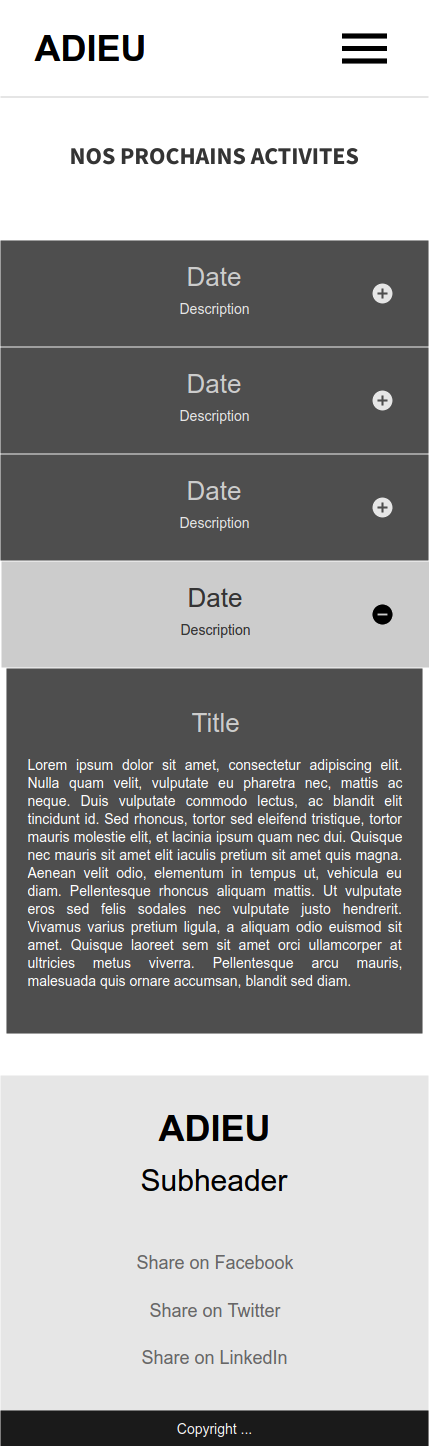 ADIEU
NOS PROCHAINS ACTIVITES
Date
Description
Date
Description
Date
Description
Date
Description
Title
Lorem ipsum dolor sit amet, consectetur adipiscing elit.
Nulla quam velit, vulputate eu pharetra nec, mattis ac
neque. Duis vulputate commodo lectus, ac blandit elit
tincidunt id. Sed rhoncus, tortor sed eleifend tristique, tortor
mauris molestie elit, et lacinia ipsum quam nec dui. Quisque
nec mauris sit amet elit iaculis pretium sit amet quis magna.
Aenean velit odio, elementum in tempus ut, vehicula eu
diam. Pellentesque rhoncus aliquam mattis. Ut vulputate
eros sed felis sodales nec vulputate justo hendrerit.
Vivamus varius pretium ligula, a aliquam odio euismod sit
amet. Quisque laoreet sem sit amet orci ullamcorper at
ultricies metus viverra. Pellentesque arcu mauris,
malesuada quis ornare accumsan, blandit sed diam.
ADIEU
Subheader
Share on Facebook
Share on Twitter
Share on LinkedIn
Copyright ...